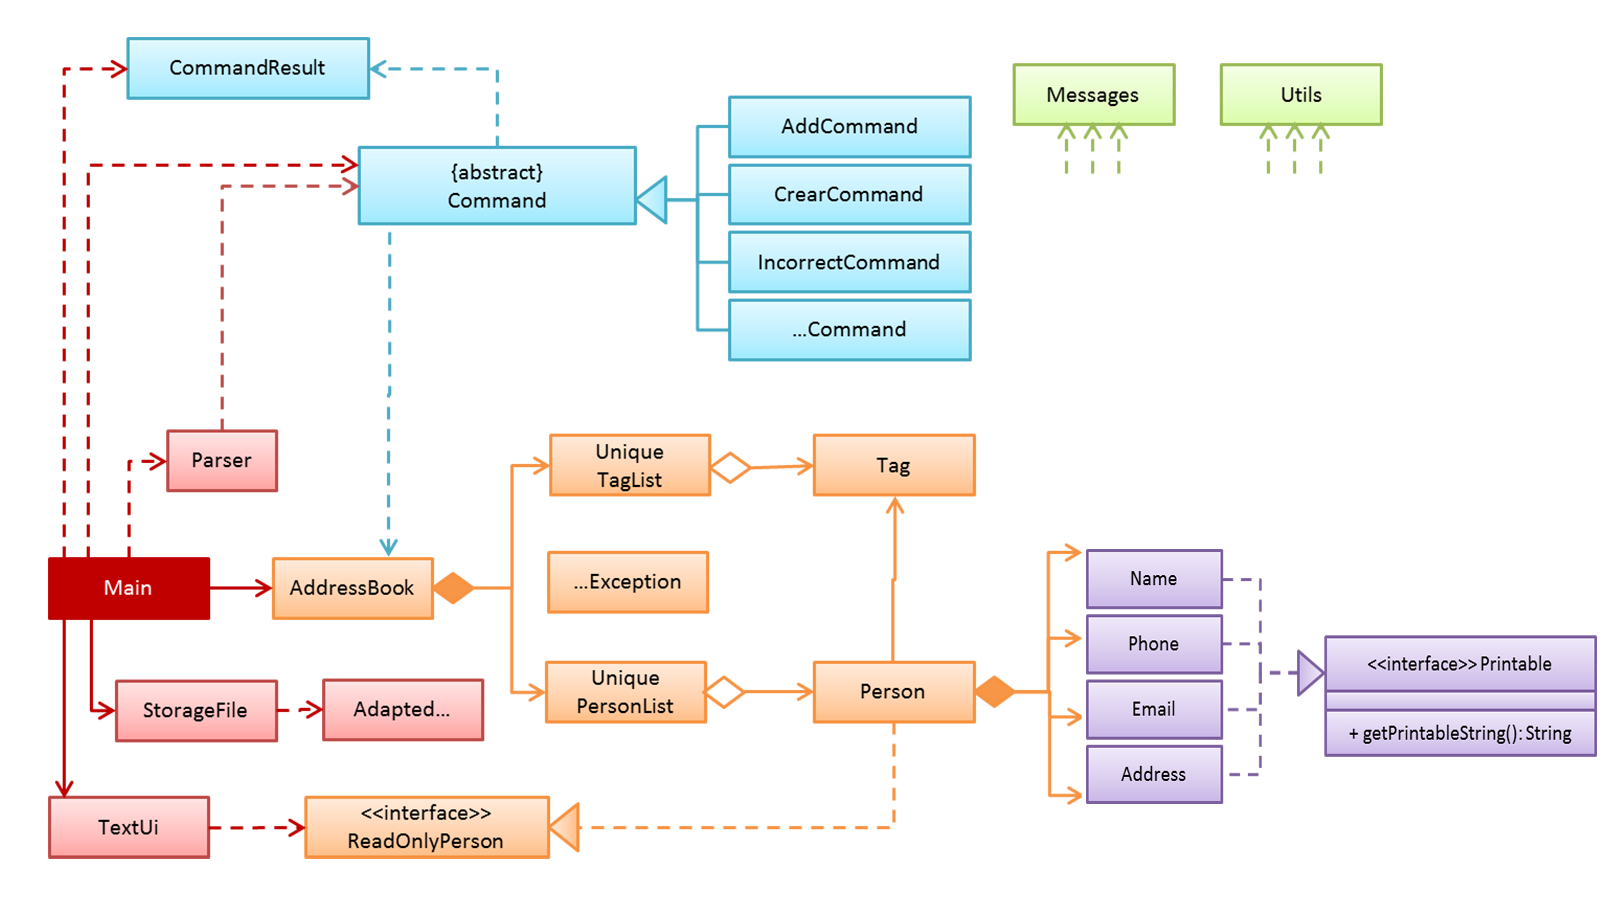 CommandResult
Messages
Utils
AddCommand
{abstract}
Command
CrearCommand
IncorrectCommand
...Command
Parser
Unique
TagList
Tag
Main
AddressBook
...Exception
Name
Phone
<<interface>> Printable
+ getPrintableString(): String
Unique
PersonList
Person
Email
StorageFile
Adapted...
Address
TextUi
<<interface>>
ReadOnlyPerson